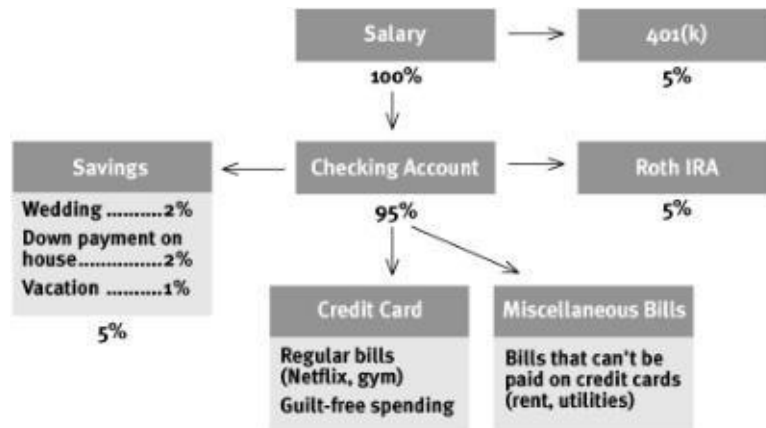 Salary
401(k)
100%
5%
Savings
Checking Account
Roth IRA
Wedding ..........2%
Down payment on
house...............2%
Vacation ..........1%
5%
95%
5%
Credit Card
Miscellaneous Bills
Regular bills
(Netflix, gym)
Guilt-free spending
Bills that can't be
paid on credit cards
(rent, utilities)